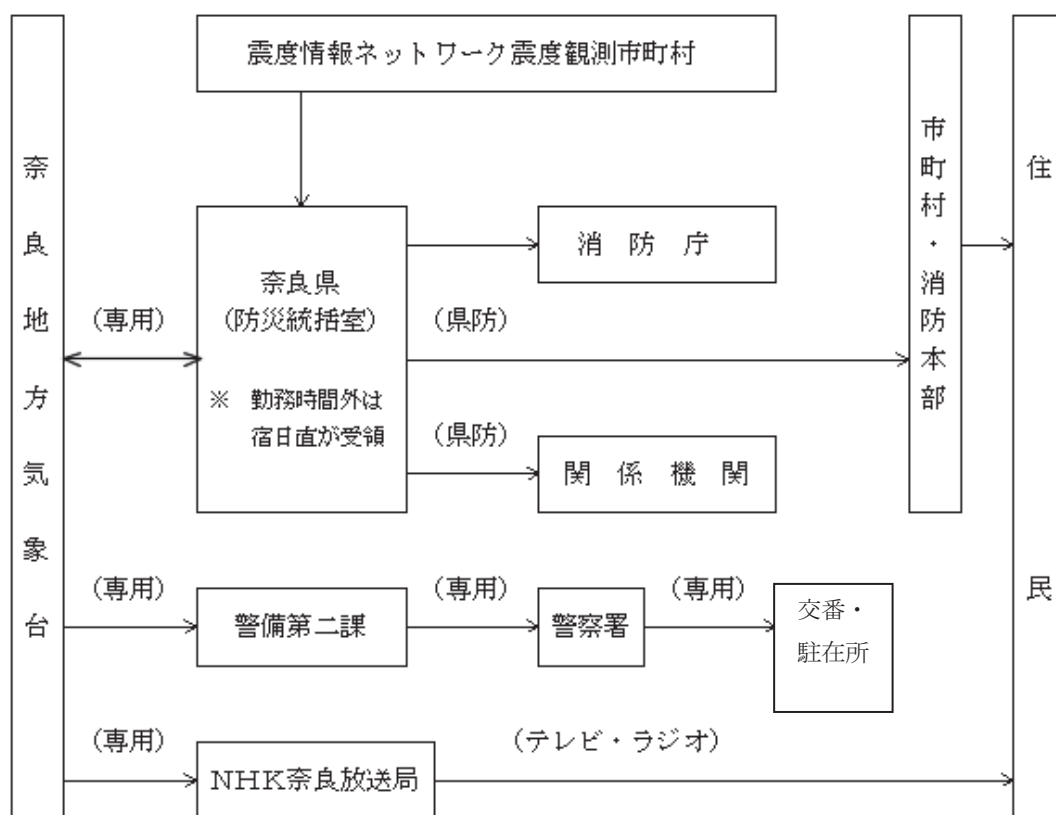 震度情報ネットワーク震度観測市町村
奈良地方気象台
市町村・消防本部
住民
奈良県
(防災統括室)
※ 勤務時間外は
宿日直が受領
消 防 庁
(専用)
(県防)
(県防)
関 係 機 関
(専用)
警備第二課
(専用)
警察署
(専用)
交番・
駐在所
(専用)
NHK奈良放送局
(テレビ・ラジオ)